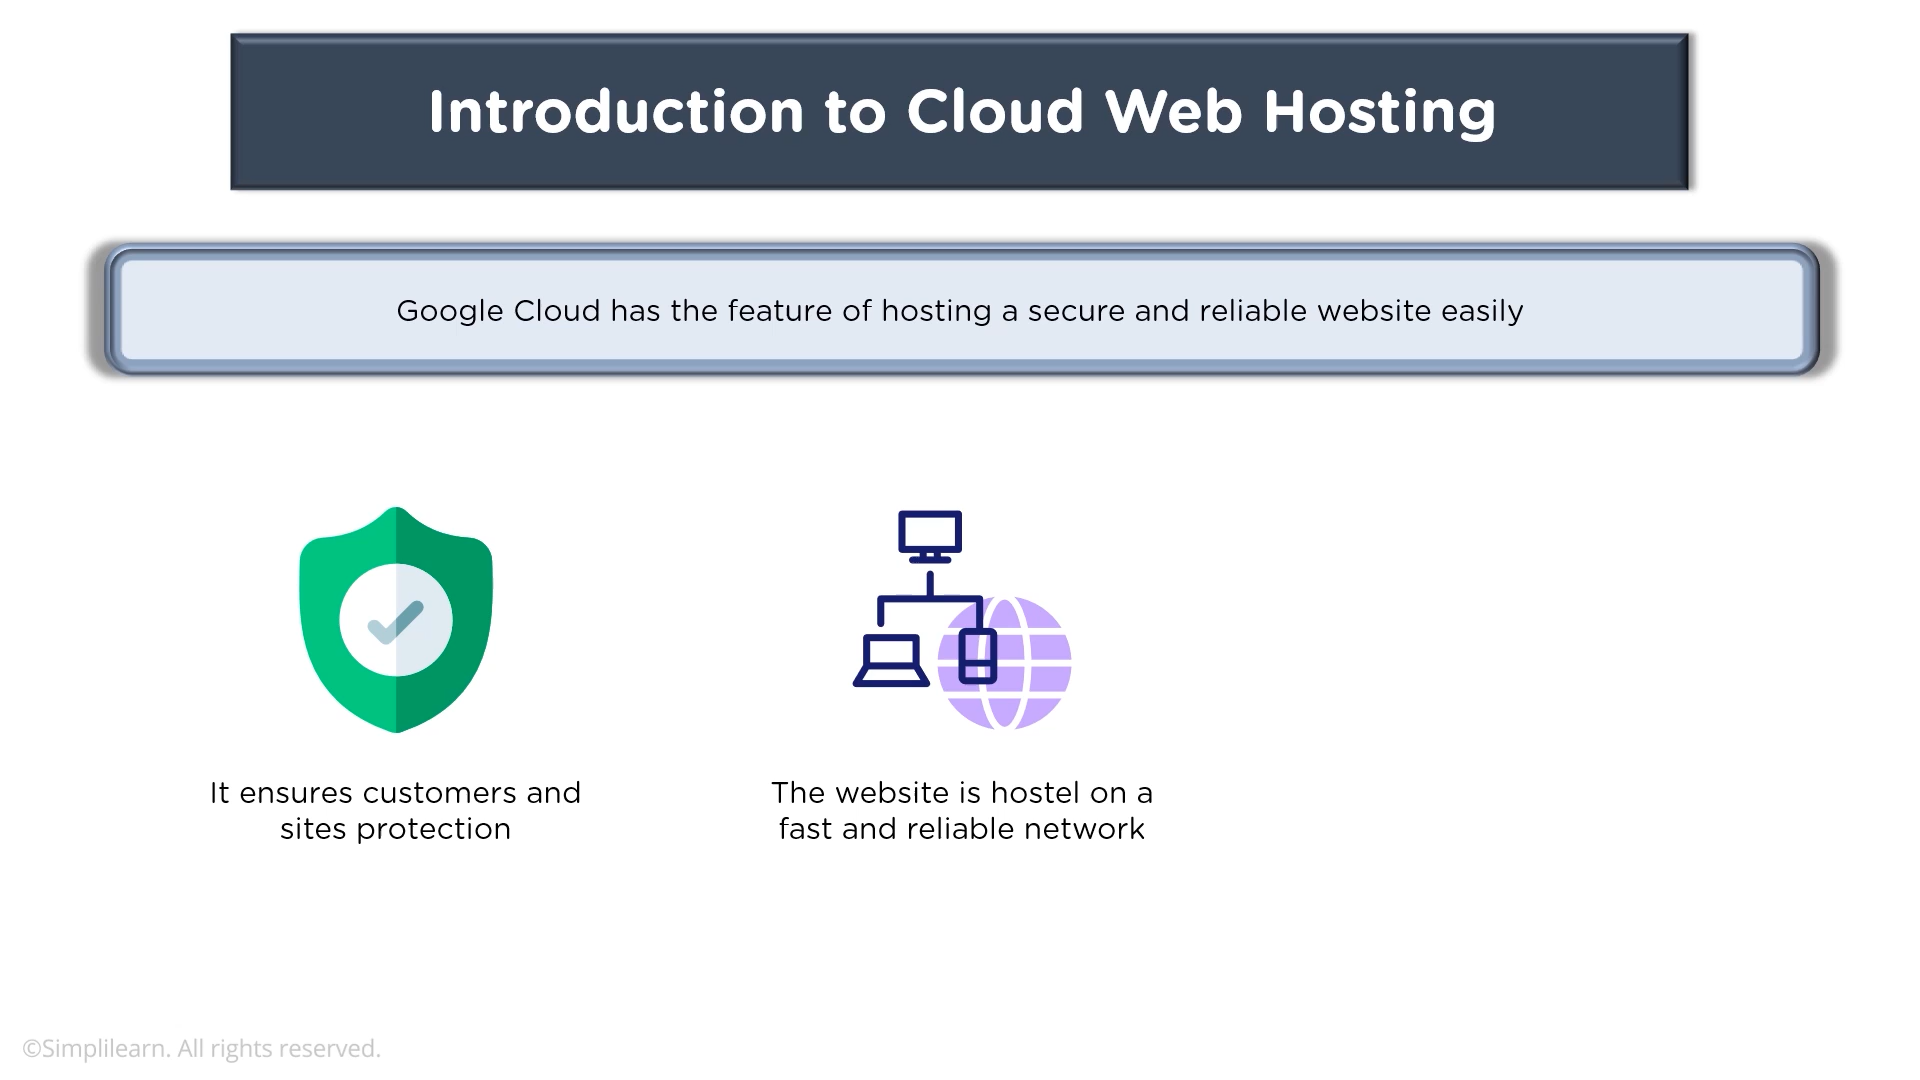 Introduction to Cloud Web Hosting
Google Cloud has the feature of hosting a secure and reliable website easily
It ensures customers and
sites protection
The website is hostel on a
fast and reliable network
©Simplilearn. All rights reserved.